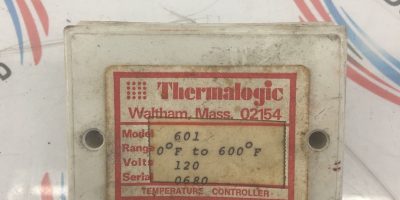 Thermalogic
Waltham, Mass. 02154
Model 601
Range 0°F to 600°F
Volts 120
Serial 0680
TEMPERATURE CONTROLLER